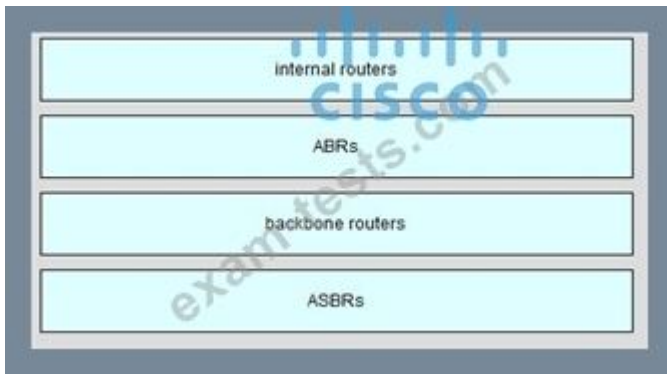 internal routers
CISCO
ABRs
backbone routers
ASBRs
exam-tests.com